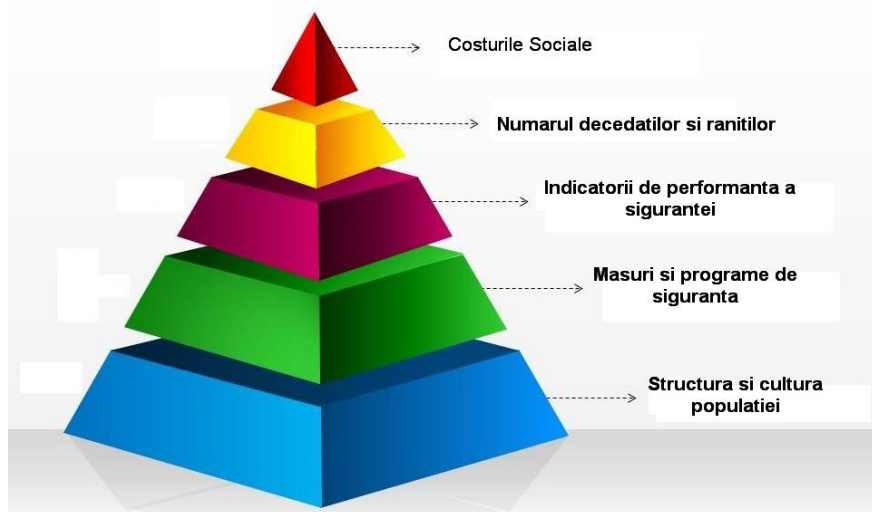 Costurile Sociale
Numarul decedatilor si ranitilor
Indicatorii de performanta a
sigurantei
Masuri si programe de
siguranta
Structura si cultura
populatiei